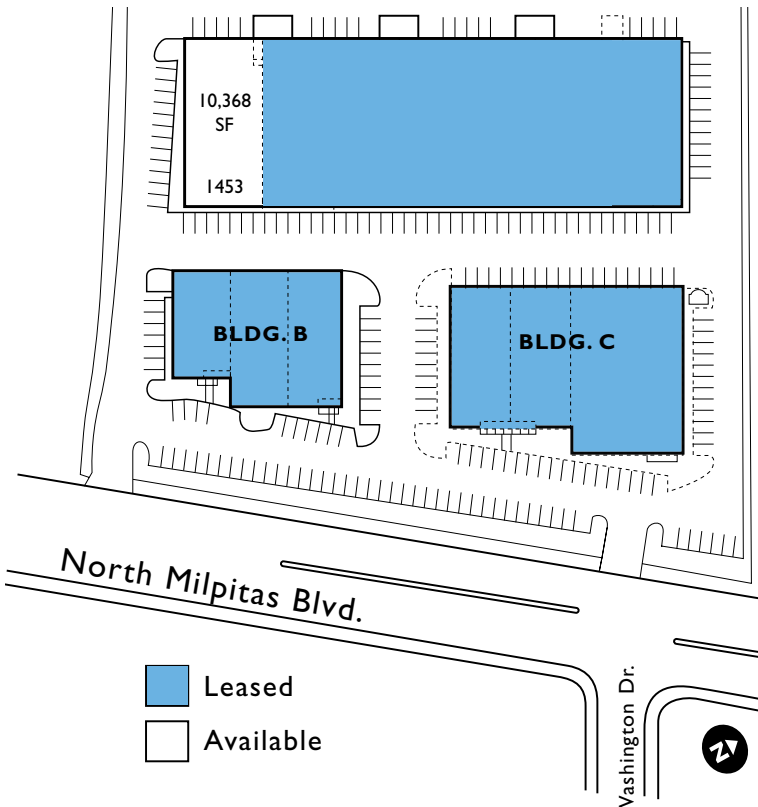 10,368
SF
1453
BLDG. B
BLDG. C
North Milpitas Blvd.
Leased
Available
Washington Dr.
N